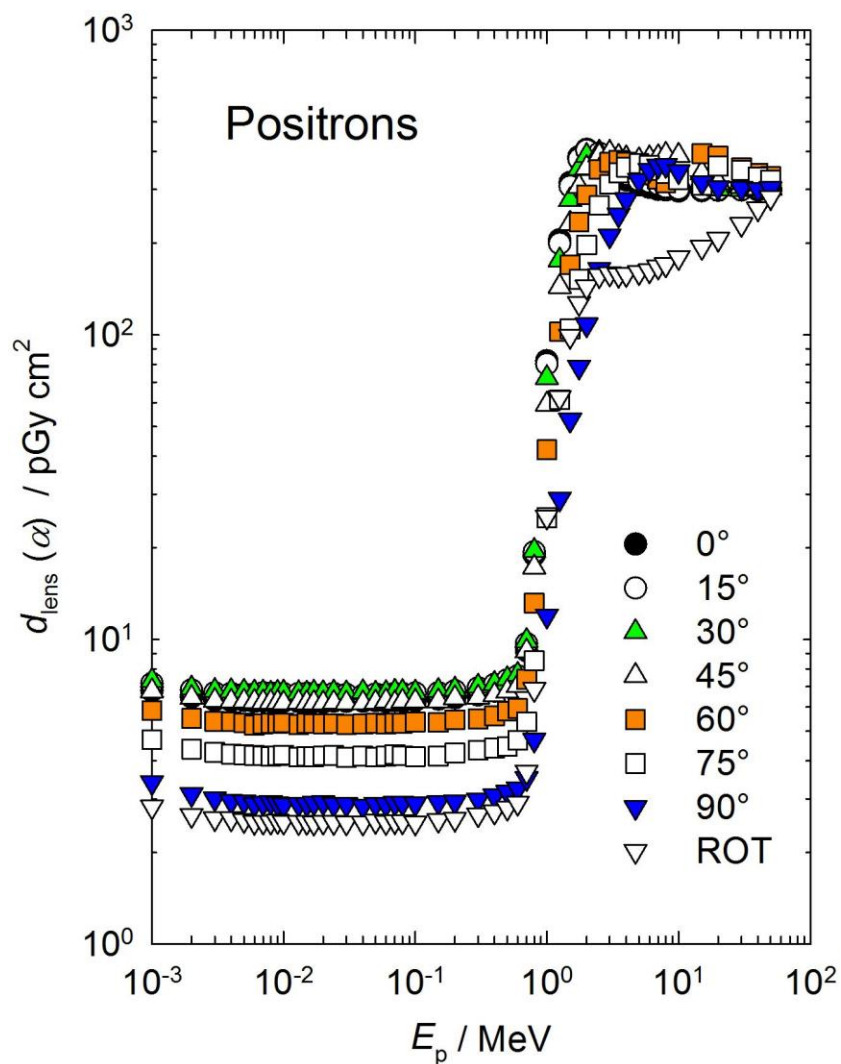 10³
Positrons
10²
d_lens (α) / pGy cm²
0°
15°
30°
45°
60°
75°
90°
ROT
10¹
10⁰
10⁻³ 10⁻² 10⁻¹ 10⁰ 10¹ 10²
E_p / MeV